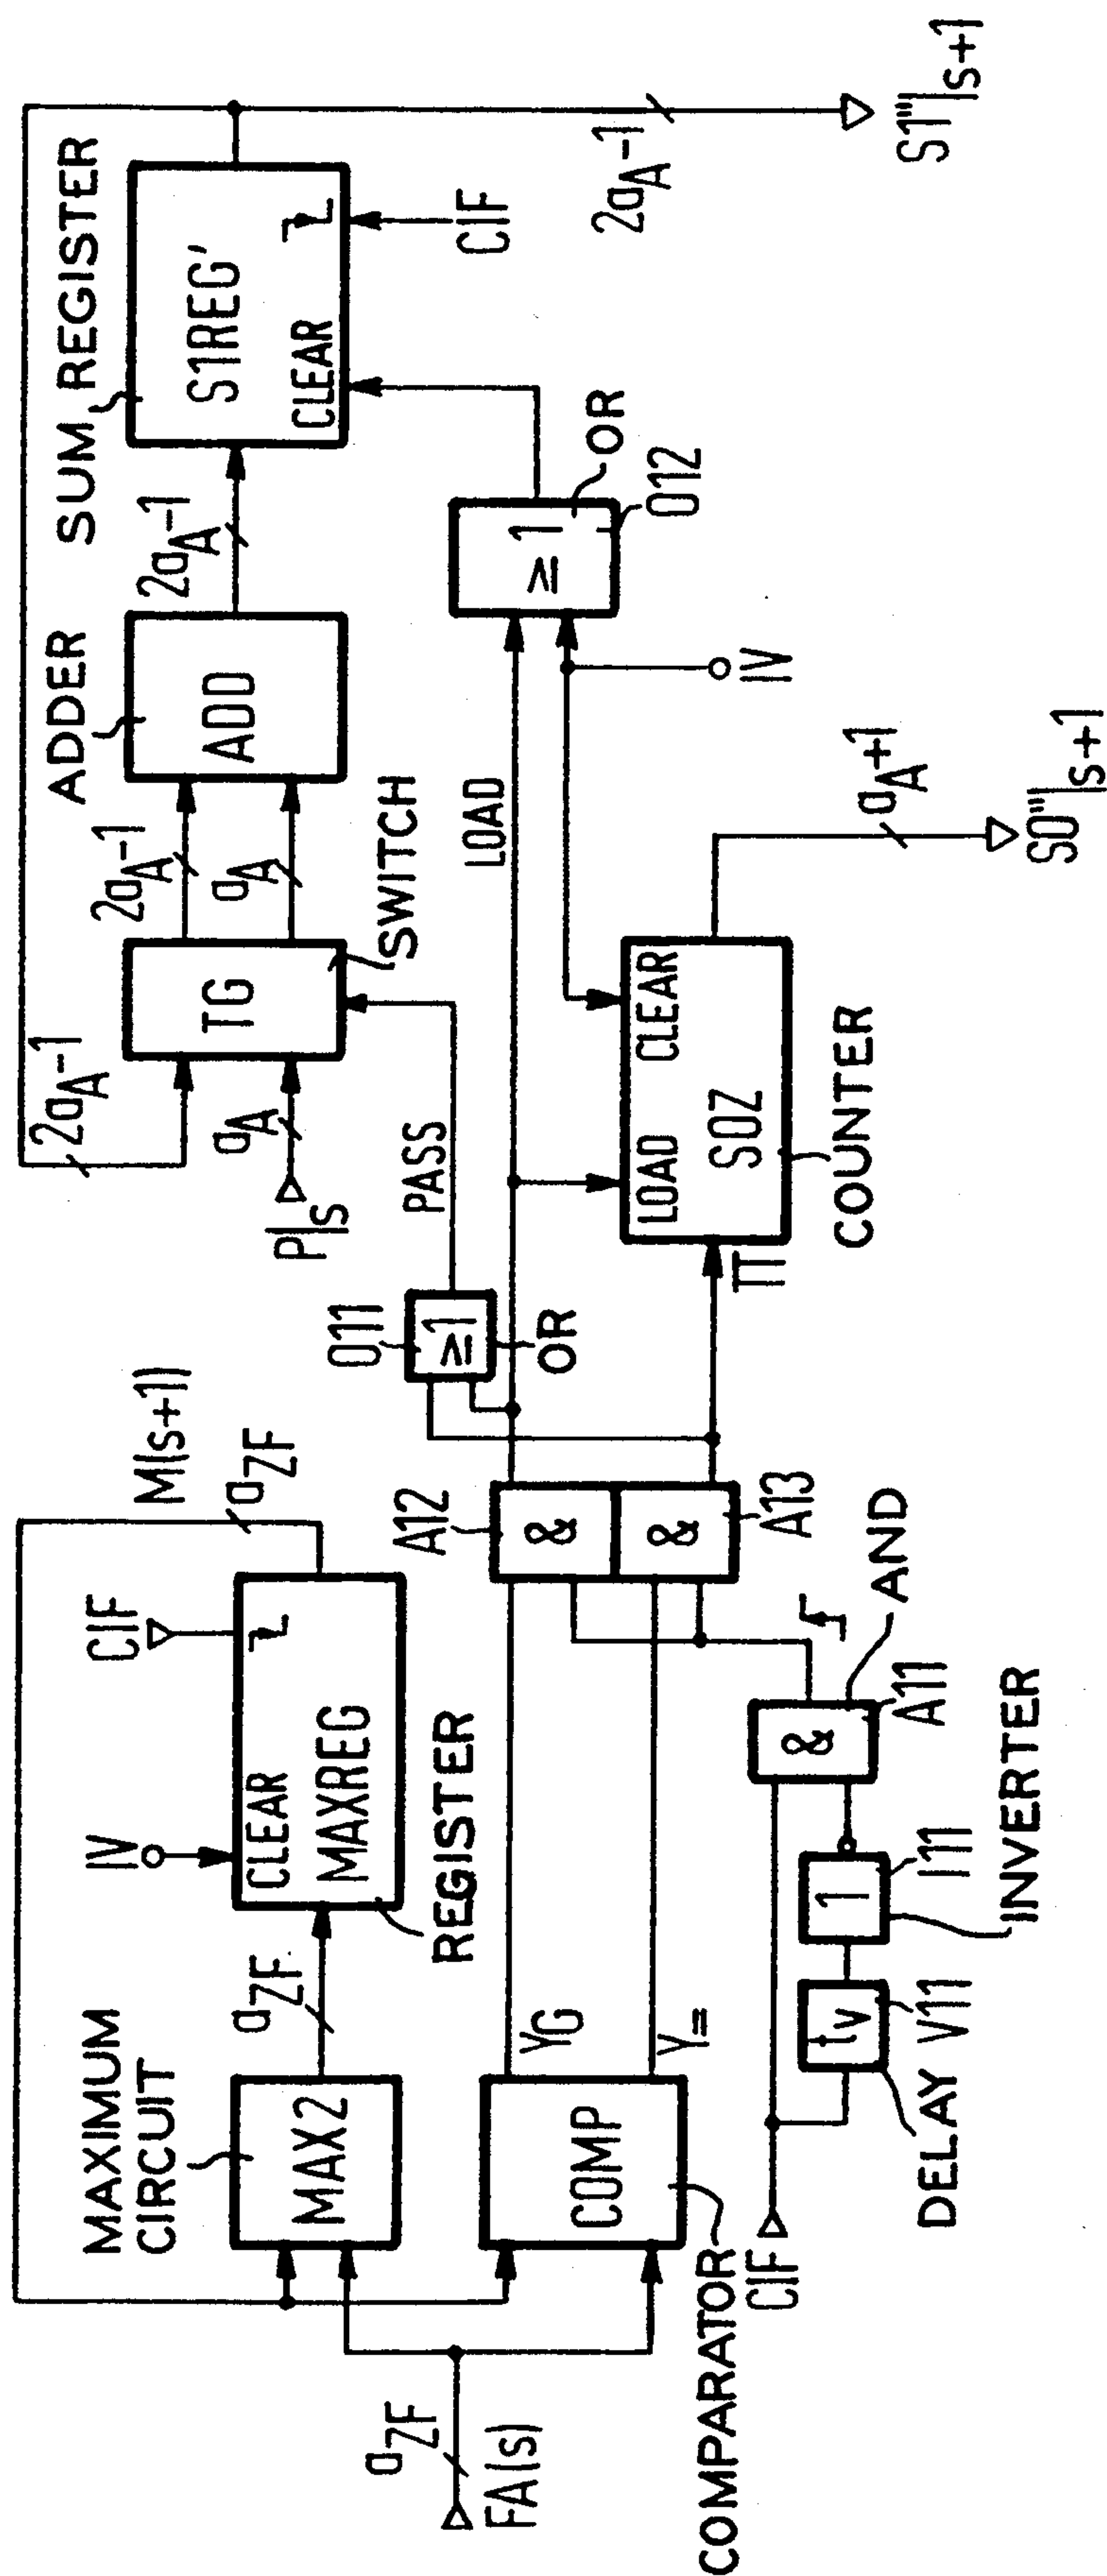 MAXIMUM
CIRCUIT
MAX2
aZF
IV
CIF
CLEAR
MAXREG
REGISTER
M(s+1)
aZF
aZF
FA(s)
COMP
COMPARATOR
YG
Y=
CIF
tv
DELAY V11
1
I11
INVERTER
&
A11
AND
A12
&
&
A13
O11
≥1
OR
PASS
P|s
aA
2aA-1
TG
SWITCH
2aA-1
aA
ADDER
ADD
2aA-1
SUM REGISTER
S1REG'
CLEAR
CIF
2aA-1
S1"|s+1
LOAD
≥1
OR
O12
IV
LOAD
CLEAR
SOZ
TT
COUNTER
aA+1
S0"|s+1